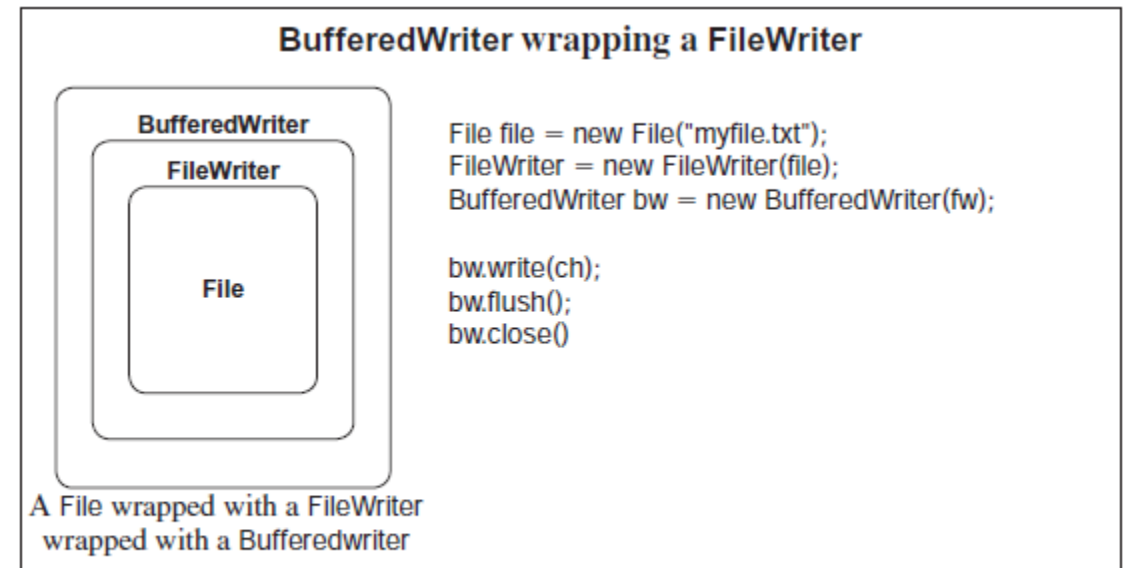 BufferedWriter wrapping a FileWriter
BufferedWriter
FileWriter
File
A File wrapped with a FileWriter
wrapped with a Bufferedwriter
File file = new File("myfile.txt");
FileWriter = new FileWriter(file);
BufferedWriter bw = new BufferedWriter(fw);
bw.write(ch);
bw.flush();
bw.close()